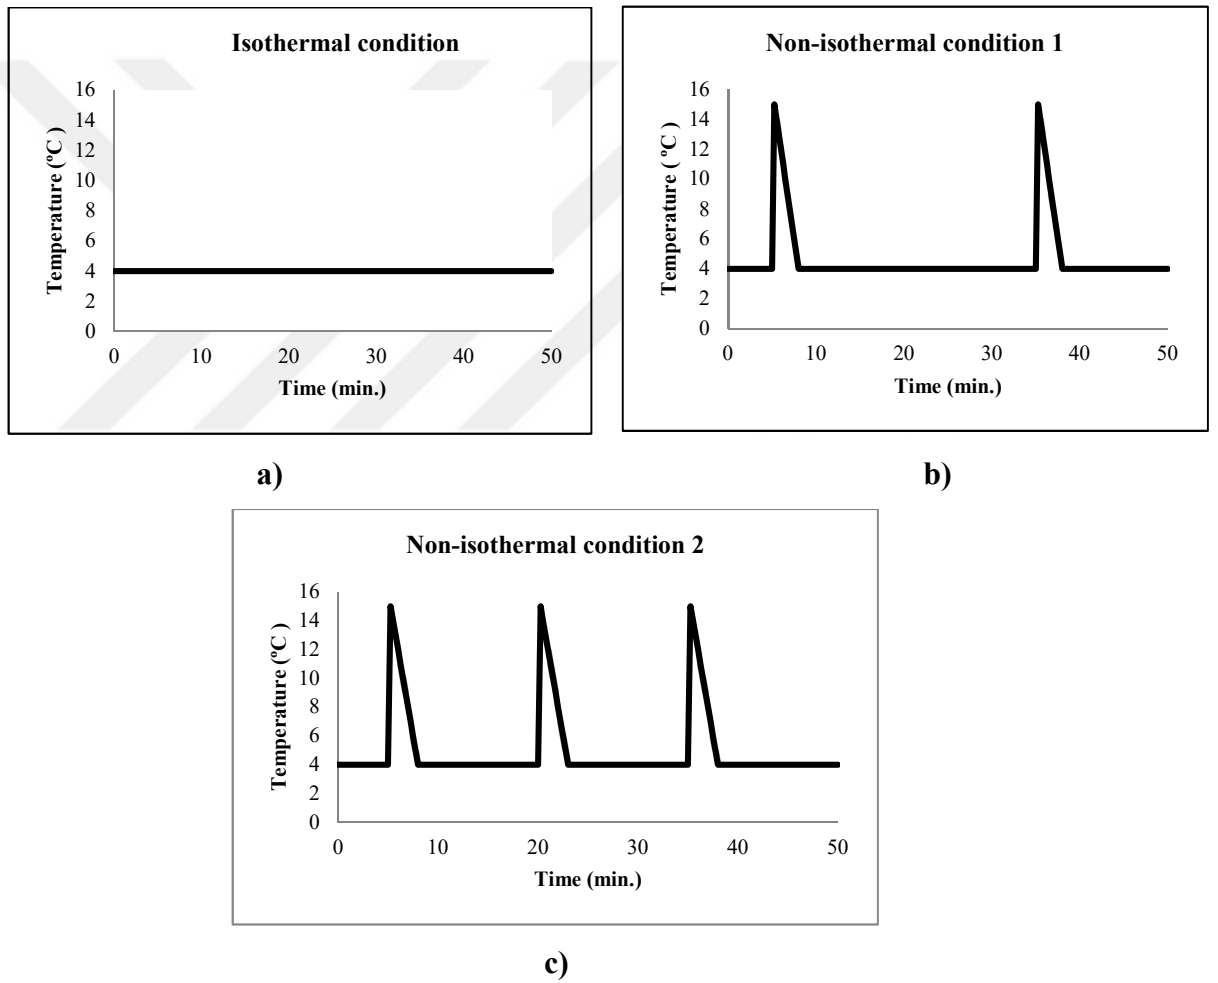 Isothermal condition
16
14
12
10
8
6
4
2
0
Temperature (ºC )
0 10 20 30 40 50
Time (min.)
a)
Non-isothermal condition 1
16
14
12
10
8
6
4
2
0
Temperature ( ºC )
0 10 20 30 40 50
Time (min.)
b)
Non-isothermal condition 2
16
14
12
10
8
6
4
2
0
Temperature (ºC )
0 10 20 30 40 50
Time (min.)
c)